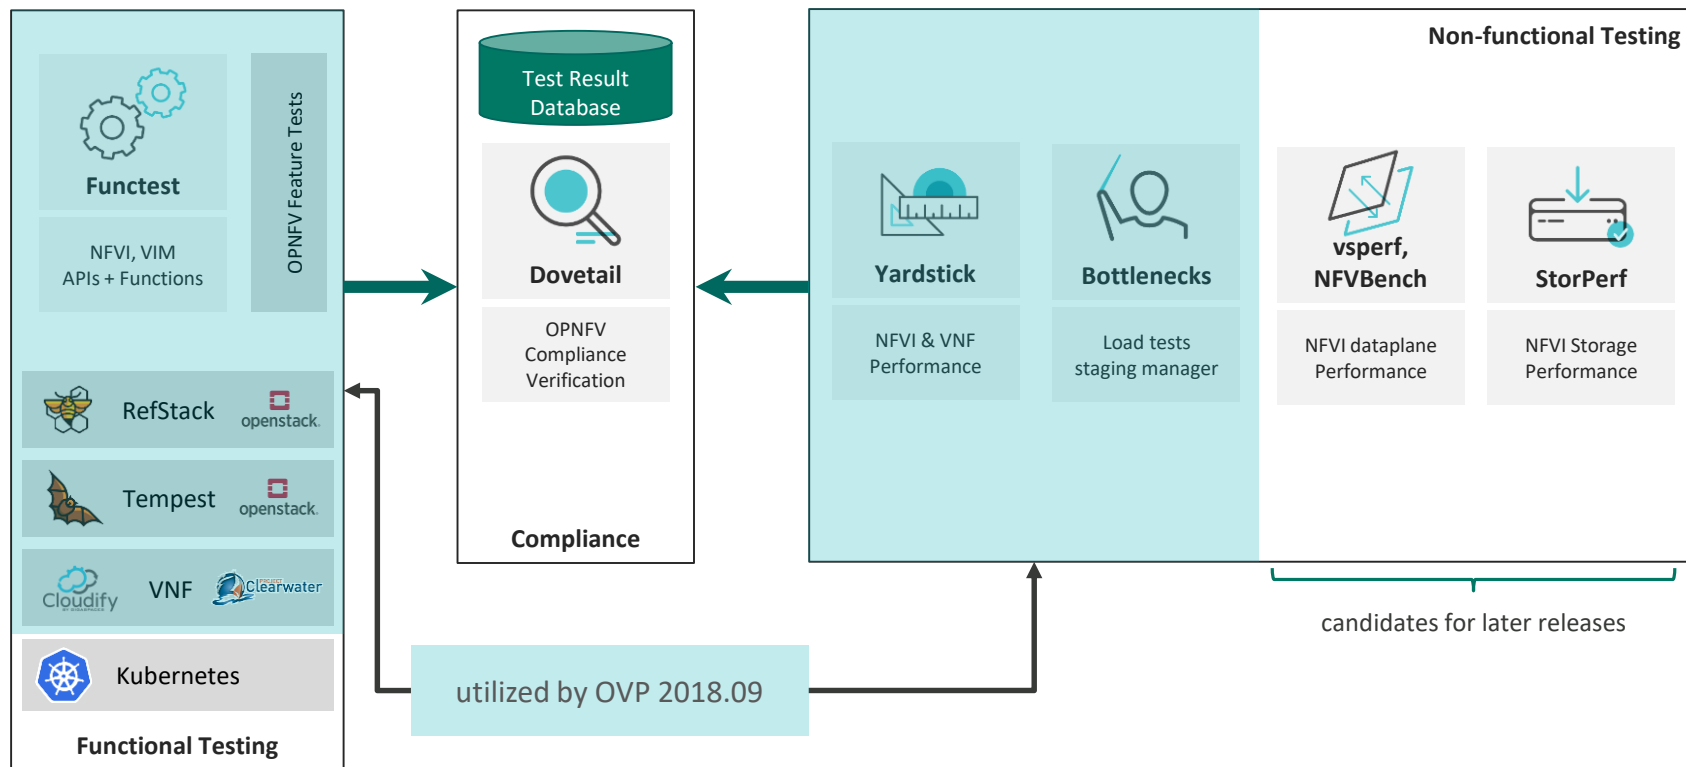 Functest
NFVI, VIM
APIs + Functions
OPNFV Feature Tests
RefStack
openstack.
Tempest
openstack.
Cloudify
VNF
PROJECT
Clearwater
Kubernetes
Functional Testing
Test Result
Database
Dovetail
OPNFV
Compliance
Verification
Compliance
utilized by OVP 2018.09
Non-functional Testing
Yardstick
NFVI & VNF
Performance
Bottlenecks
Load tests
staging manager
vsperf,
NFVBench
NFVI dataplane
Performance
StorPerf
NFVI Storage
Performance
candidates for later releases